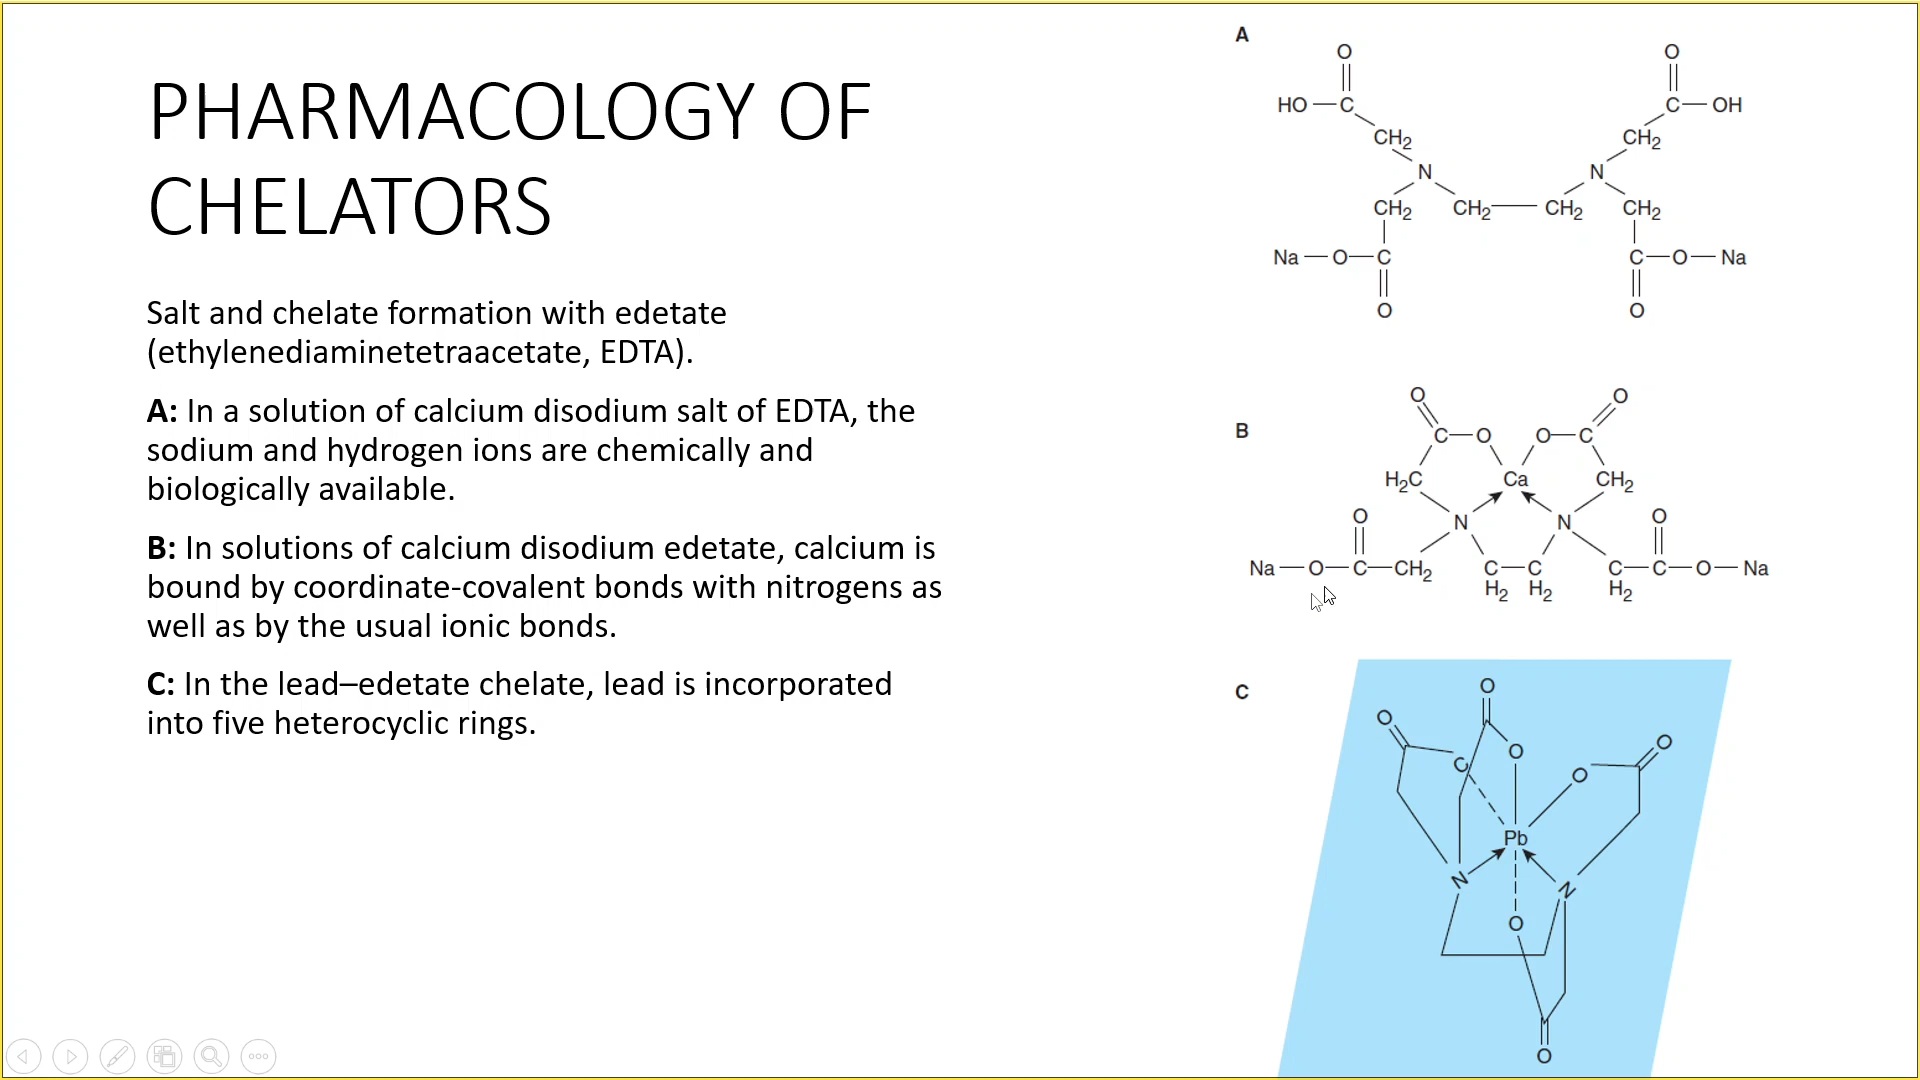 PHARMACOLOGY OF
CHELATORS
Salt and chelate formation with edetate
(ethylenediaminetetraacetate, EDTA).
A: In a solution of calcium disodium salt of EDTA, the
sodium and hydrogen ions are chemically and
biologically available.
B: In solutions of calcium disodium edetate, calcium is
bound by coordinate-covalent bonds with nitrogens as
well as by the usual ionic bonds.
C: In the lead–edetate chelate, lead is incorporated
into five heterocyclic rings.
A
O O
HO C C OH
CH2 CH2
N N
CH2 CH2 CH2 CH2
Na O C C O Na
O O
B
O O
C O O C
H2C Ca CH2
O N N O
Na O C CH2 C C C C O Na
H2 H2 H2
C
O
O O
C O O
Pb
N N
O
O